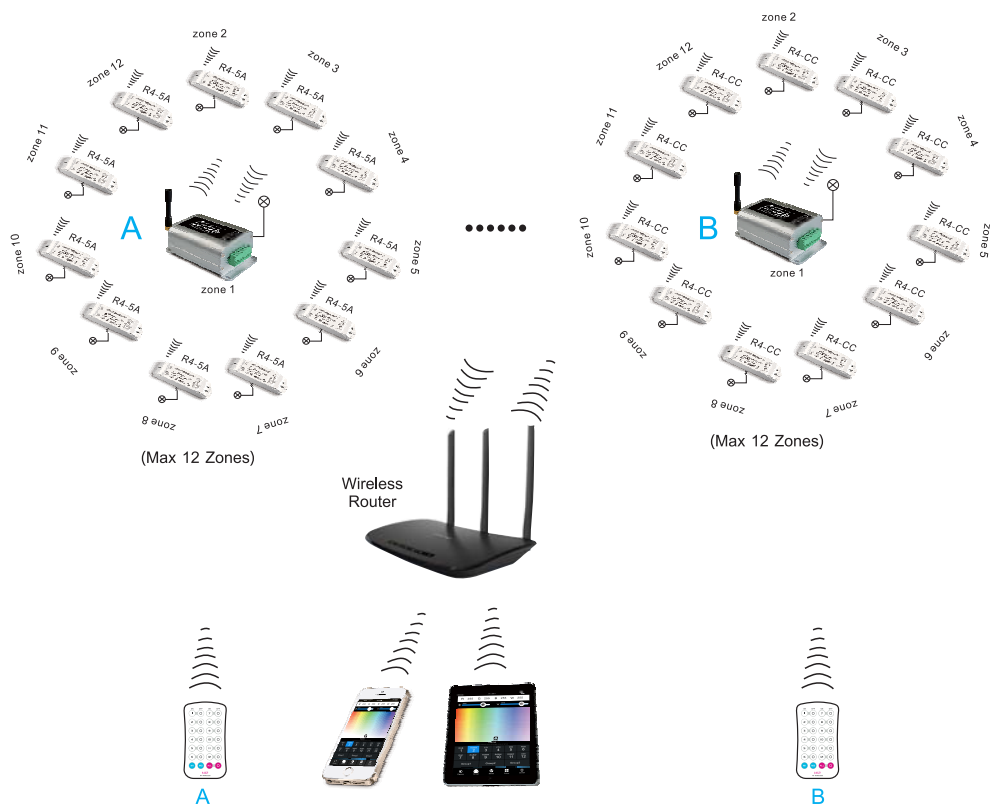 zone 2
zone 12
zone 3
R4-5A
R4-5A
R4-5A
zone 11
zone 4
R4-5A
R4-5A
A
zone 10
R4-5A
R4-5A
zone 5
zone 1
R4-5A
R4-5A
zone 9
zone 6
R4-5A
R4-5A
zone 8
zone 7
(Max 12 Zones)
......
zone 2
zone 12
zone 3
R4-CC
R4-CC
R4-CC
zone 11
zone 4
R4-CC
R4-CC
B
zone 10
R4-CC
R4-CC
zone 5
zone 1
R4-CC
R4-CC
zone 9
zone 6
R4-CC
R4-CC
zone 8
zone 7
(Max 12 Zones)
Wireless
Router
A
B